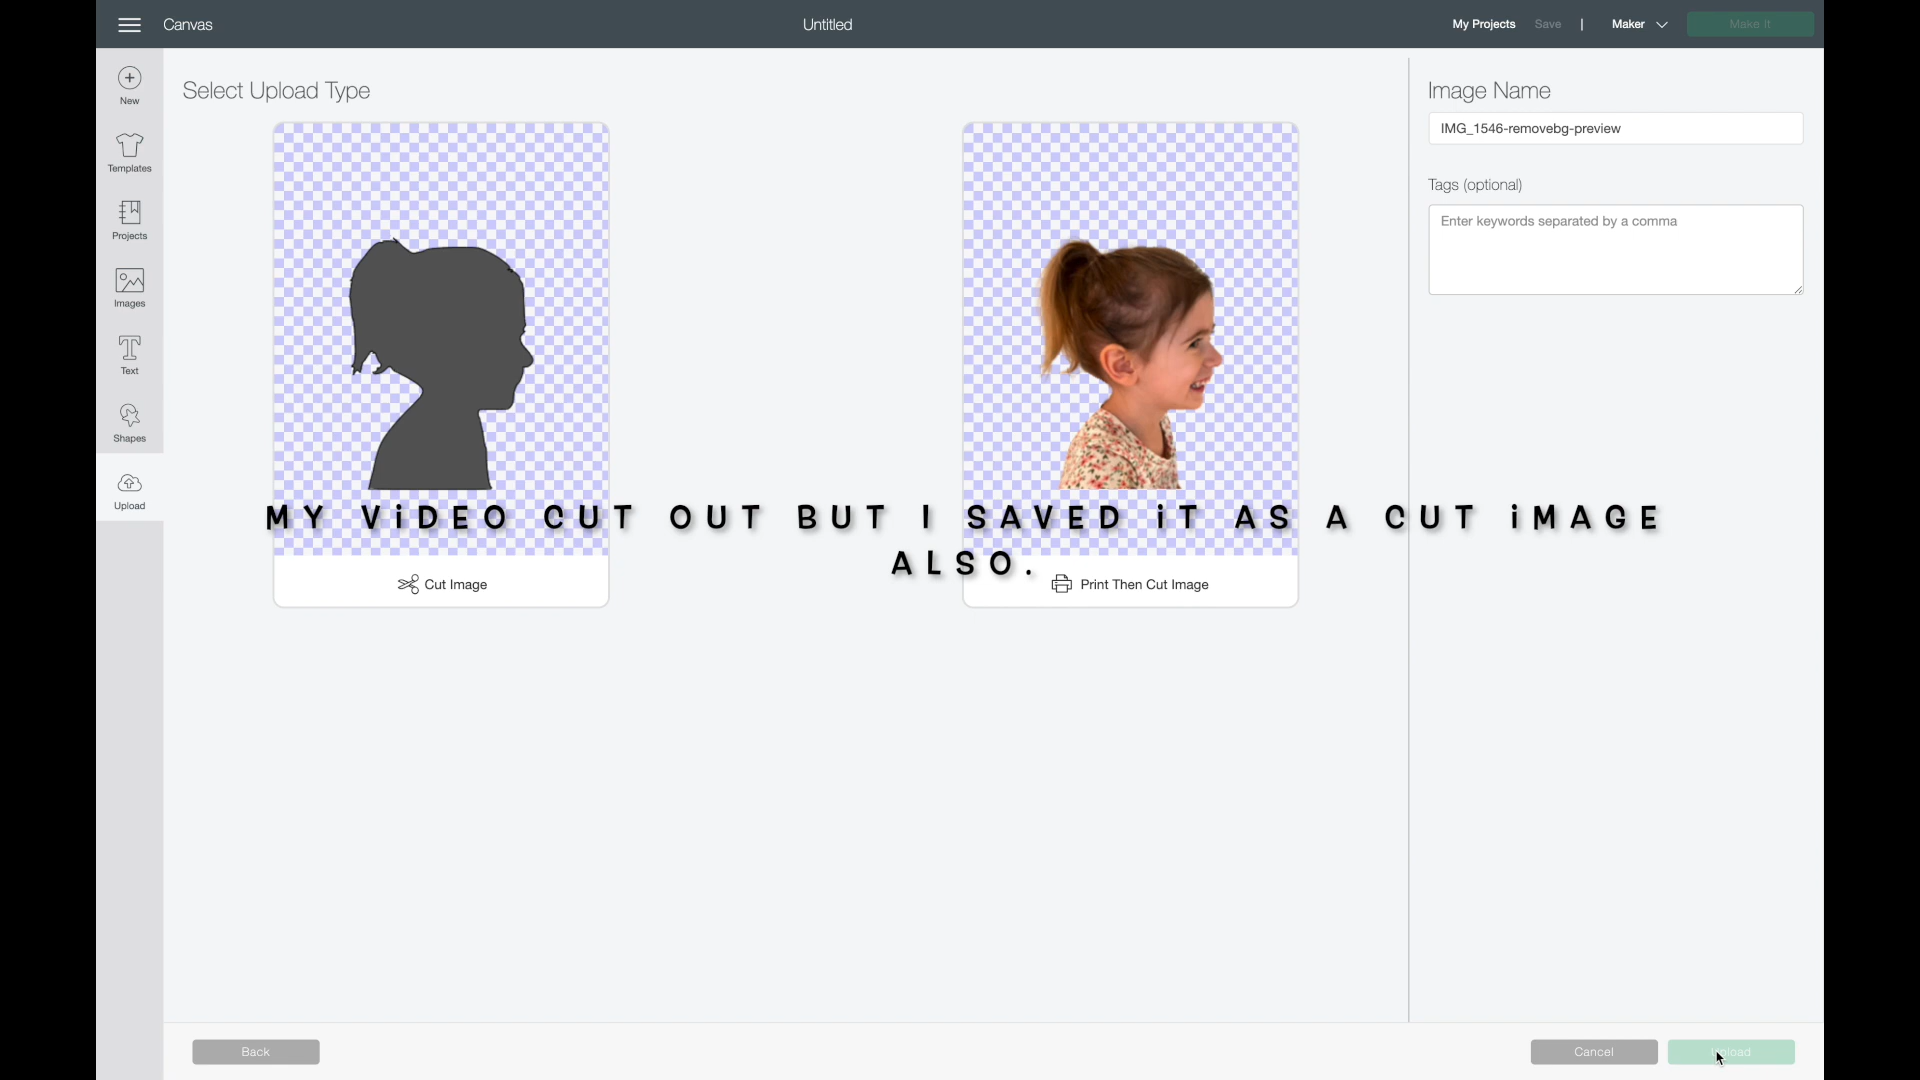 Canvas
Untitled
My Projects
Save
|
Maker
Make It
New
Templates
Projects
Images
Text
Shapes
Upload
Select Upload Type
Image Name
IMG_1546-removebg-preview
Tags (optional)
Enter keywords separated by a comma
MY ViDEO CUT OUT BUT I SAVED iT AS A CUT iMAGE
ALSO.
Cut Image
Print Then Cut Image
Back
Cancel
Upload